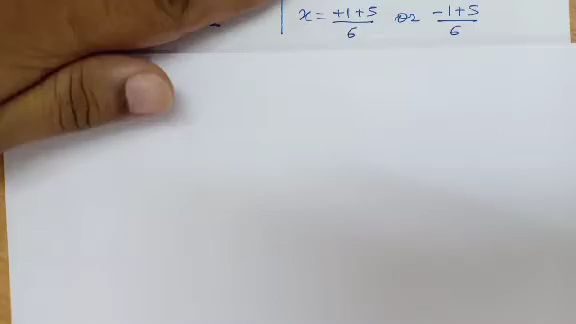 x = +1+5/6 or -1+5/6